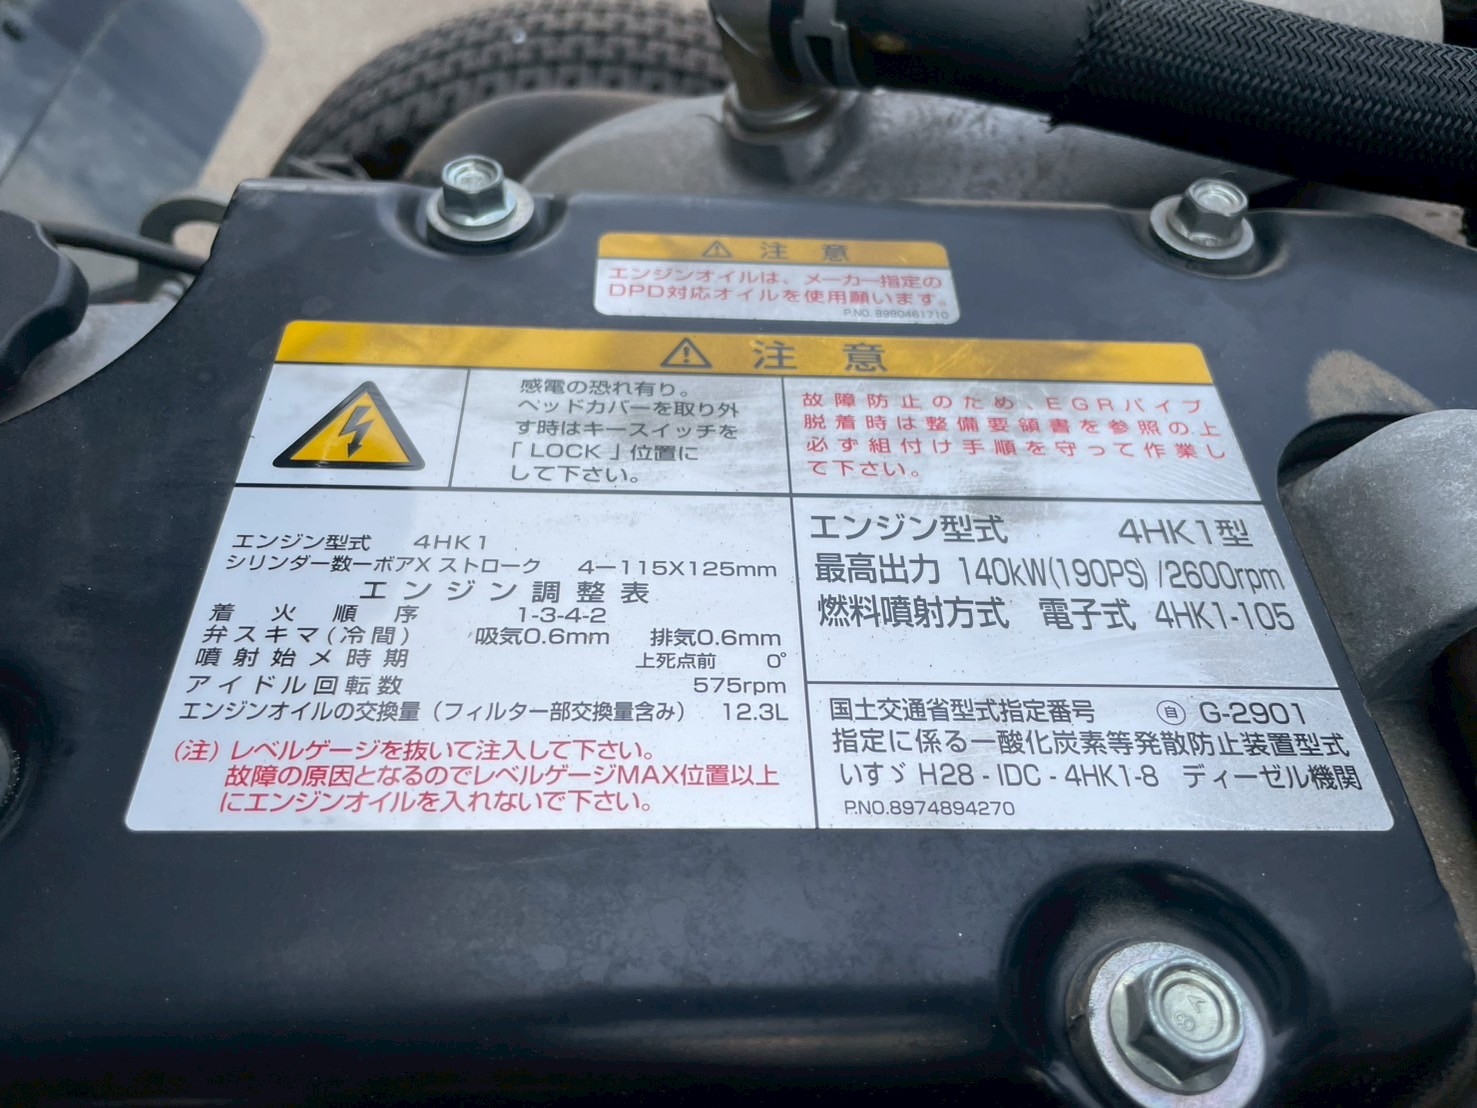 注意
エンジンオイルは、メーカー指定の
DPD対応オイルを使用願います。
P.NO. 8980461710
注意
感電の恐れ有り。
ヘッドカバーを取り外
す時はキースイッチを
「LOCK」位置に
して下さい。
故障防止のため、EGRパイプ
脱着時は整備要領書を参照の上
必ず組付け手順を守って作業し
て下さい。
エンジン型式 4HK1
シリンダー数ーボアXストローク 4ー115X125mm
エンジン調整表
着火順序 1-3-4-2
弁スキマ(冷間) 吸気0.6mm 排気0.6mm
噴射始メ時期 上死点前 0°
アイドル回転数 575rpm
エンジンオイルの交換量(フィルター部交換量含み) 12.3L
(注)レベルゲージを抜いて注入して下さい。
故障の原因となるのでレベルゲージMAX位置以上
にエンジンオイルを入れないで下さい。
エンジン型式 4HK1型
最高出力 140kW(190PS)/2600rpm
燃料噴射方式 電子式 4HK1-105
国土交通省型式指定番号 ㊀自 G-2901
指定に係る一酸化炭素等発散防止装置型式
いすゞ H28-IDC-4HK1-8 ディーゼル機関
P.NO.8974894270